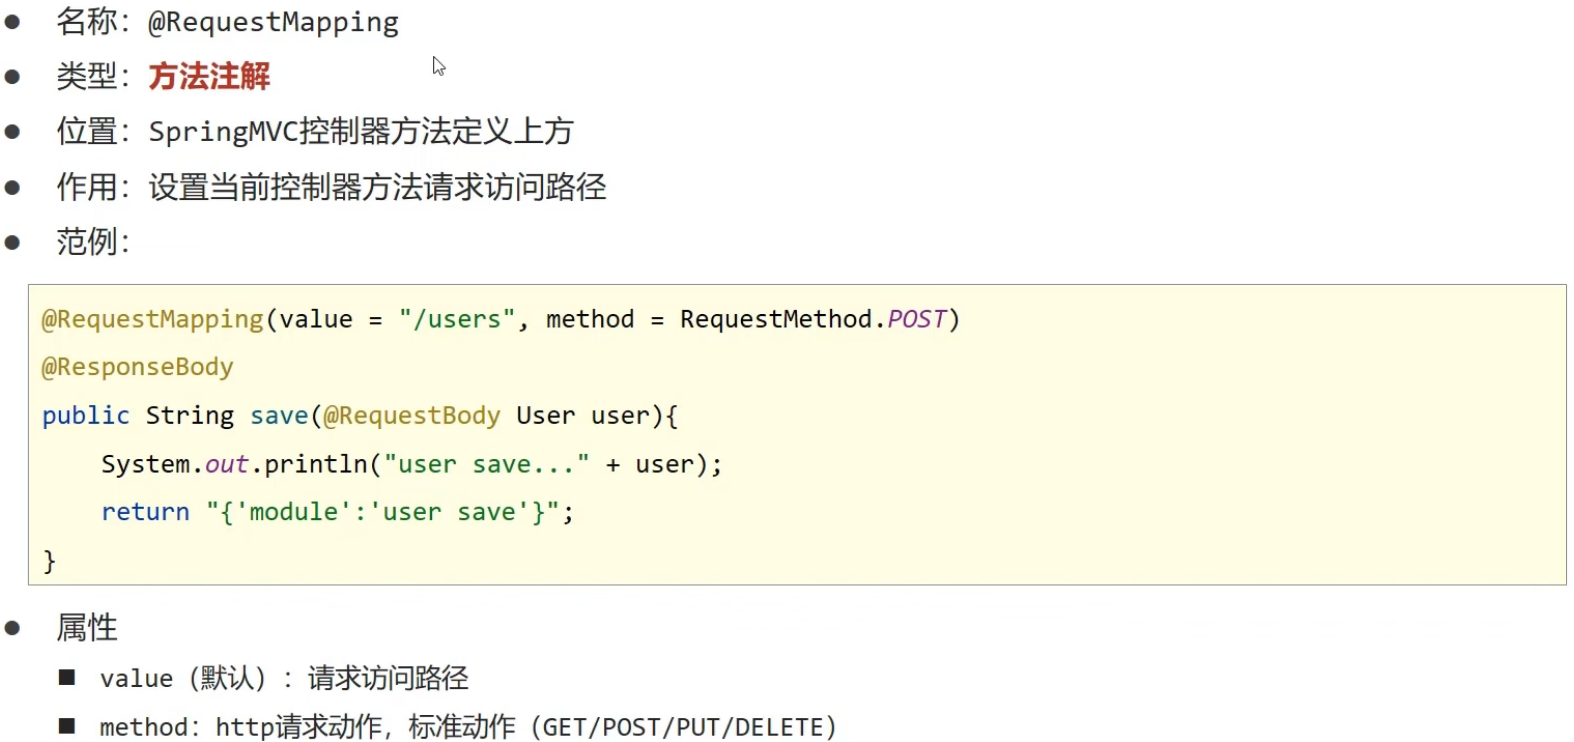 ● 名称：@RequestMapping
● 类型：方法注解
● 位置：SpringMVC控制器方法定义上方
● 作用：设置当前控制器方法请求访问路径
● 范例：
@RequestMapping(value = "/users", method = RequestMethod.POST)
@ResponseBody
public String save(@RequestBody User user){
    System.out.println("user save..." + user);
    return "{'module':'user save'}";
}
● 属性
■ value（默认）：请求访问路径
■ method：http请求动作，标准动作（GET/POST/PUT/DELETE）